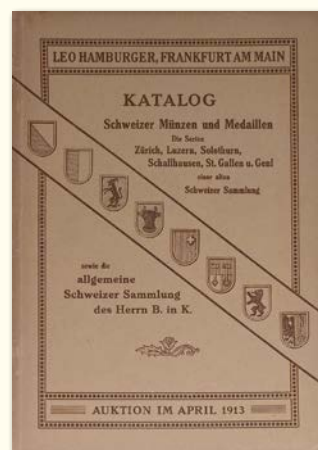 LEO HAMBURGER, FRANKFURT AM MAIN
KATALOG
Schweizer Münzen und Medaillen
Die Serien
Zürich, Luzern, Solothurn,
Schaffhausen, St. Gallen u. Genf
einer alten
Schweizer Sammlung
sowie die
allgemeine
Schweizer Sammlung
des Herrn B. in K.
AUKTION IM APRIL 1913